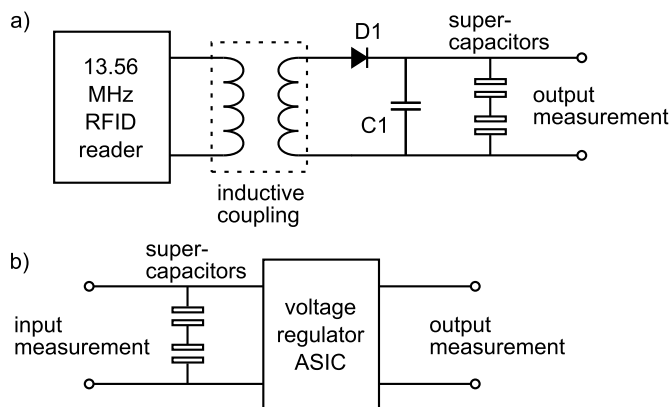 a)
13.56
MHz
RFID
reader
inductive
coupling
D1
C1
super-
capacitors
output
measurement
b)
super-
capacitors
input
measurement
voltage
regulator
ASIC
output
measurement